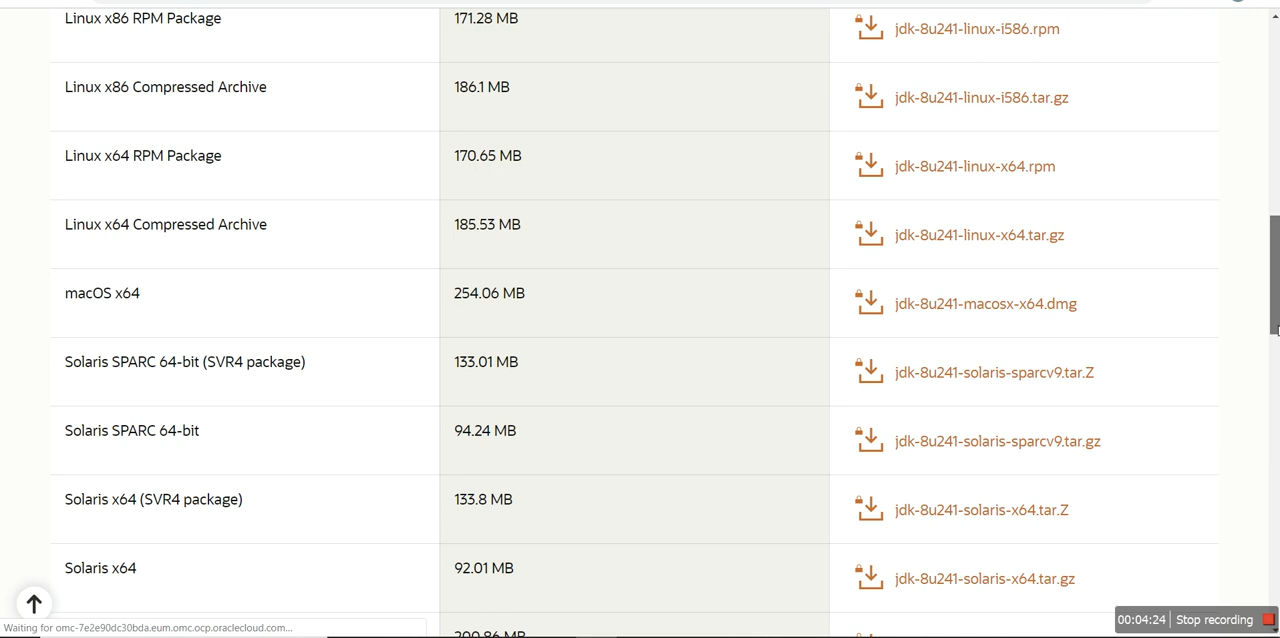 Linux x86 RPM Package 171.28 MB jdk-8u241-linux-i586.rpm
Linux x86 Compressed Archive 186.1 MB jdk-8u241-linux-i586.tar.gz
Linux x64 RPM Package 170.65 MB jdk-8u241-linux-x64.rpm
Linux x64 Compressed Archive 185.53 MB jdk-8u241-linux-x64.tar.gz
macOS x64 254.06 MB jdk-8u241-macosx-x64.dmg
Solaris SPARC 64-bit (SVR4 package) 133.01 MB jdk-8u241-solaris-sparcv9.tar.Z
Solaris SPARC 64-bit 94.24 MB jdk-8u241-solaris-sparcv9.tar.gz
Solaris x64 (SVR4 package) 133.8 MB jdk-8u241-solaris-x64.tar.Z
Solaris x64 92.01 MB jdk-8u241-solaris-x64.tar.gz
00:04:24 Stop recording
Waiting for omc-7e2e90dc30bda.eum.omc.ocp.oraclecloud.com...
200.86 MB